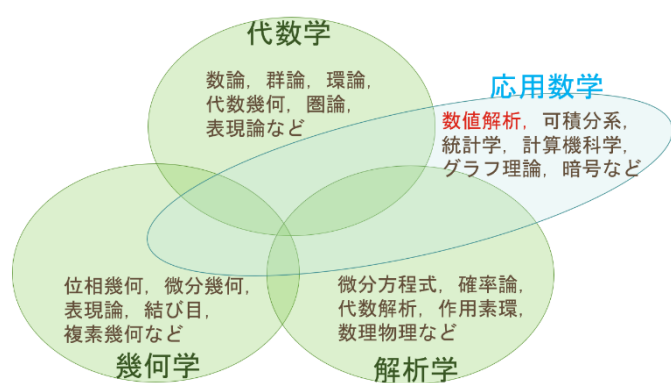 代数学
数論，群論，環論，
代数幾何，圏論，
表現論など
応用数学
数値解析，可積分系，
統計学，計算機科学，
グラフ理論，暗号など
位相幾何，微分幾何，
表現論，結び目，
複素幾何など
幾何学
微分方程式，確率論，
代数解析，作用素環，
数理物理など
解析学